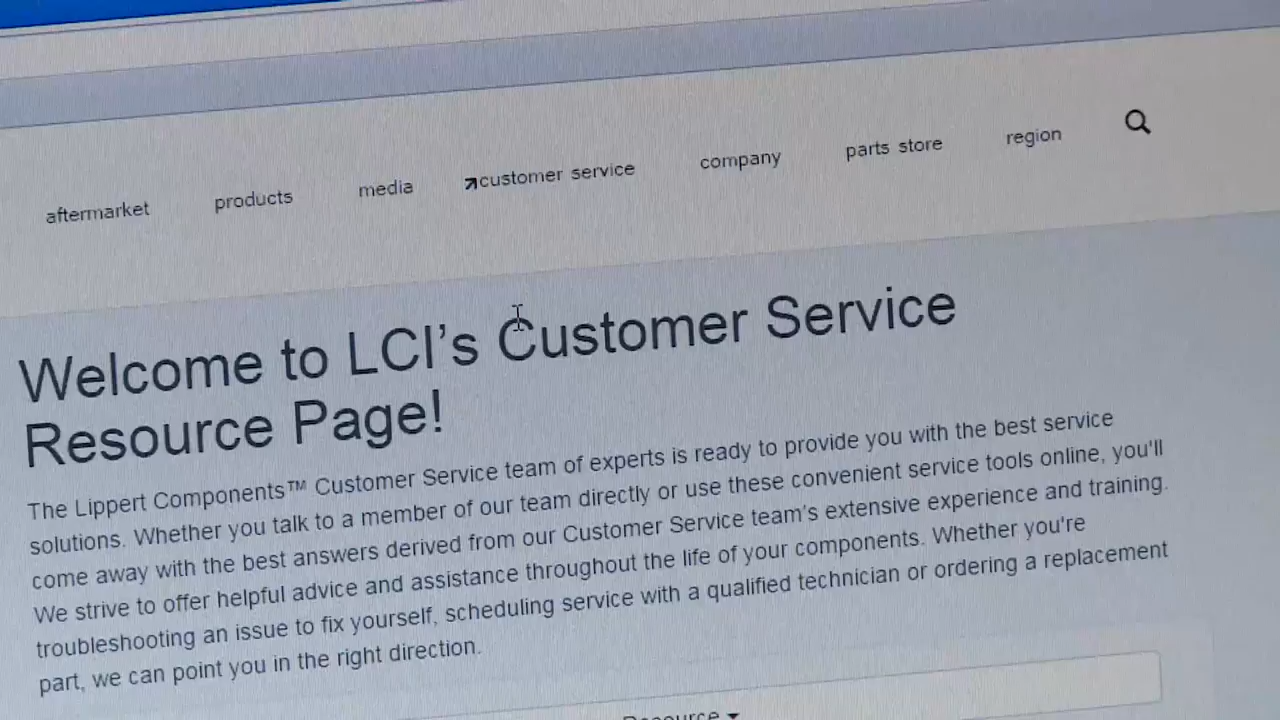 aftermarket products media customer service company parts store region
Welcome to LCI’s Customer Service
Resource Page!
The Lippert Components™ Customer Service team of experts is ready to provide you with the best service
solutions. Whether you talk to a member of our team directly or use these convenient service tools online, you'll
come away with the best answers derived from our Customer Service team's extensive experience and training.
We strive to offer helpful advice and assistance throughout the life of your components. Whether you're
troubleshooting an issue to fix yourself, scheduling service with a qualified technician or ordering a replacement
part, we can point you in the right direction.
Resource